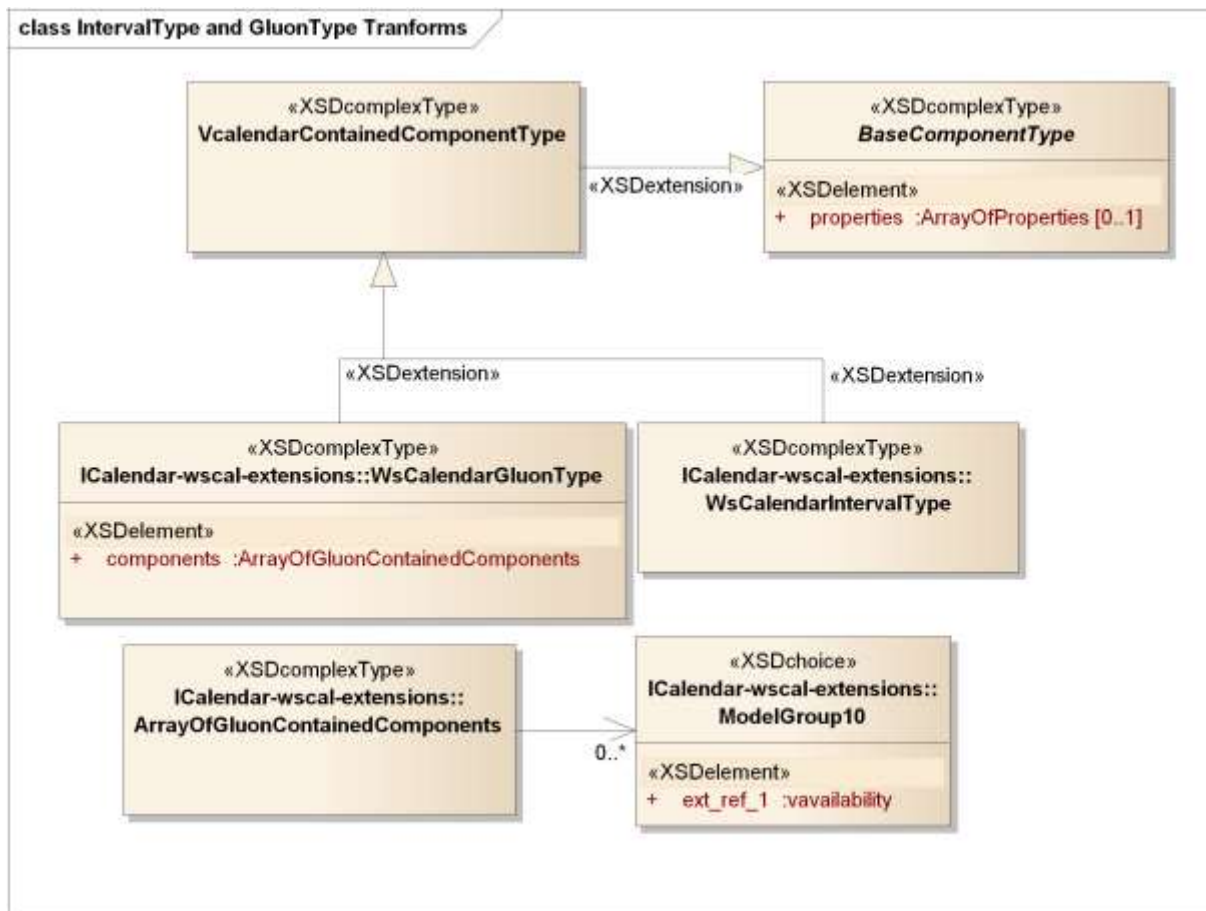 class IntervalType and GluonType Tranforms
«XSDcomplexType»
VcalendarContainedComponentType
«XSDcomplexType»
BaseComponentType
«XSDelement»
+ properties :ArrayOfProperties [0..1]
«XSDextension»
«XSDextension»
«XSDextension»
«XSDcomplexType»
ICalendar-wscal-extensions::WsCalendarGluonType
«XSDelement»
+ components :ArrayOfGluonContainedComponents
«XSDcomplexType»
ICalendar-wscal-extensions::
WsCalendarIntervalType
«XSDcomplexType»
ICalendar-wscal-extensions::
ArrayOfGluonContainedComponents
0..*
«XSDchoice»
ICalendar-wscal-extensions::
ModelGroup10
«XSDelement»
+ ext_ref_1 :vavailability